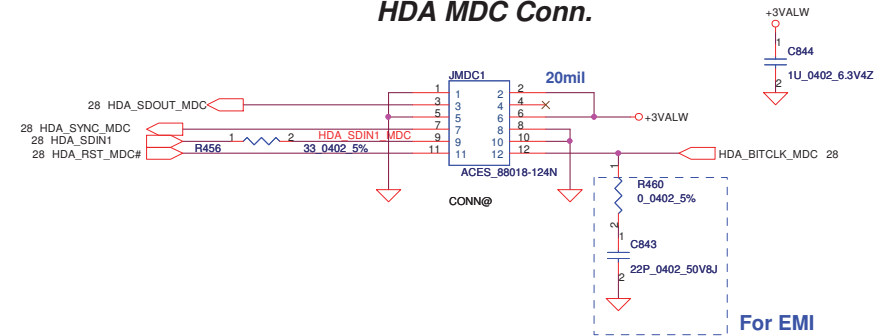 HDA MDC Conn.
+3VALW
1
C844
1U_0402_6.3V4Z
2
JMDC1
20mil
1 1 2 2
28 HDA_SDOUT_MDC 3 3 4 4
5 5 6 6 +3VALW
28 HDA_SYNC_MDC 7 7 8 8
28 HDA_SDIN1 1 2 HDA_SDIN1_MDC 9 9 10 10
R456 33_0402_5%
28 HDA_RST_MDC# 11 11 12 12 HDA_BITCLK_MDC 28
ACES_88018-124N
CONN@
1
R460
0_0402_5%
2
1
C843
22P_0402_50V8J
2
For EMI